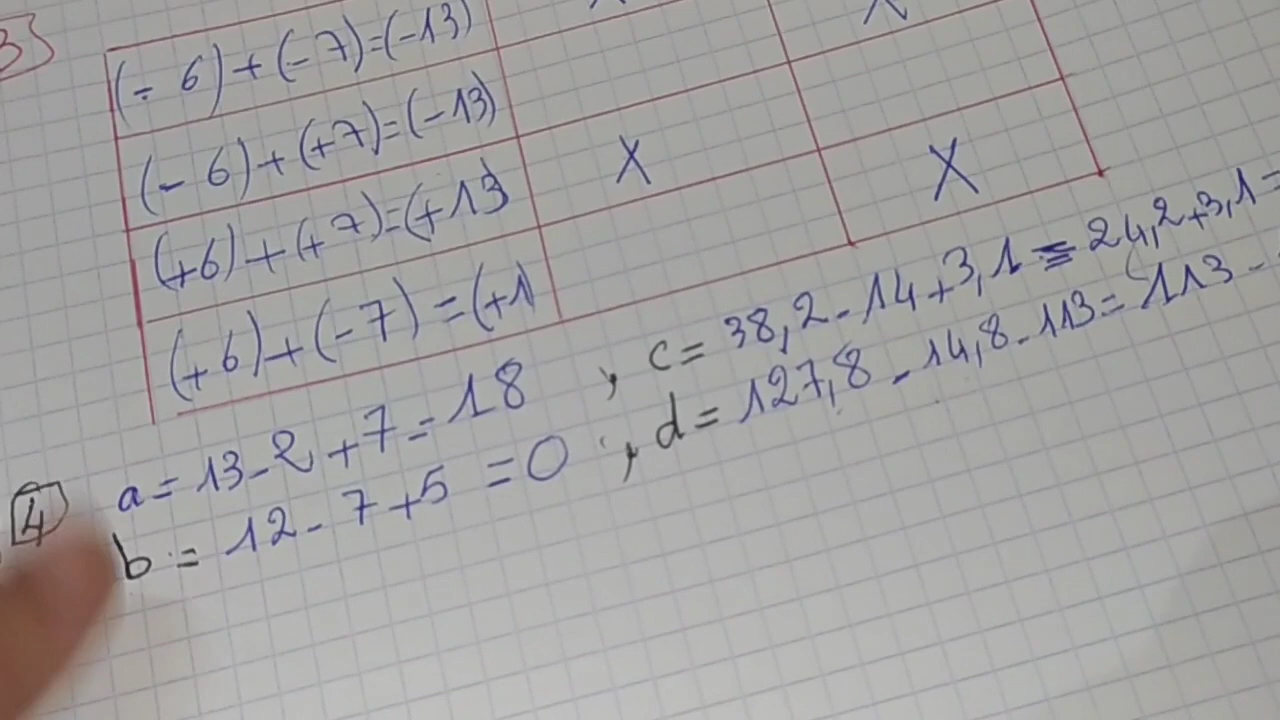 3)
(- 6)+(-7)=(-13)
(- 6)+(+7)=(-13) X X
(+6)+(+7)=(+13
(+6)+(-7)=(+1)
4 a = 13-2+7=18 ; c = 38,2-14+3,1 = 24,2+3,1=
b = 12-7+5 =0 ; d = 127,8-14,8-113= 113-